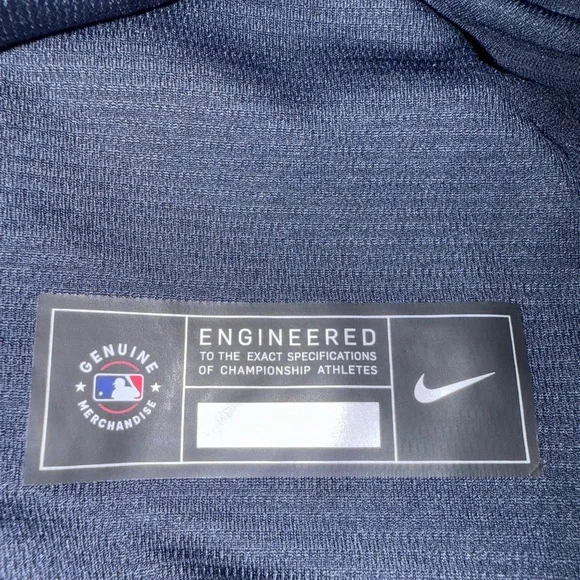 GENUINE
MERCHANDISE
ENGINEERED
TO THE EXACT SPECIFICATIONS
OF CHAMPIONSHIP ATHLETES